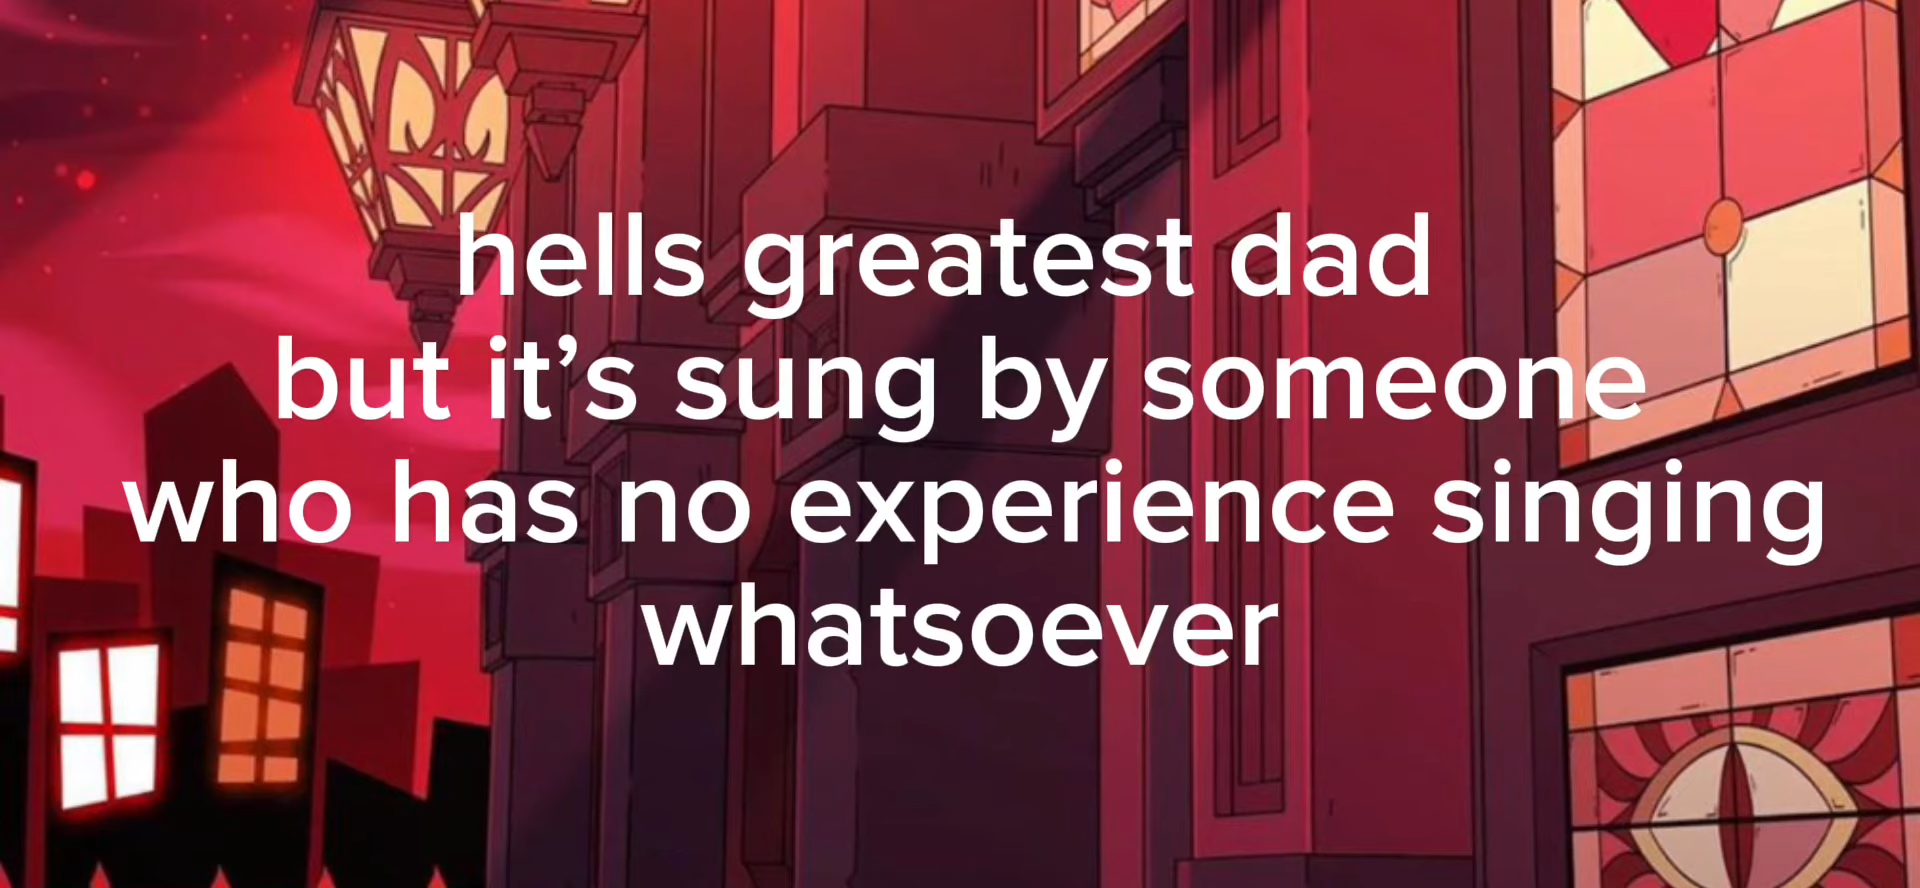 hells greatest dad
but it’s sung by someone
who has no experience singing
whatsoever